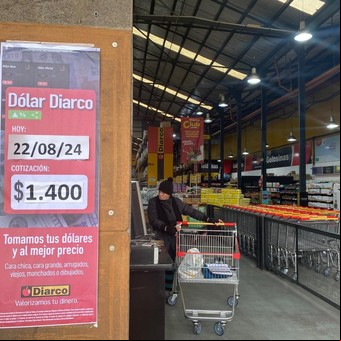 Dólar Diarco
HOY:
22/08/24
COTIZACIÓN:
$1.400
Tomamos tus dólares
y al mejor precio
Cara chica, cara grande, arrugados,
viejos, manchados o dibujados.
Diarco
Valorizamos tu dinero.
Diarco
Golosinas